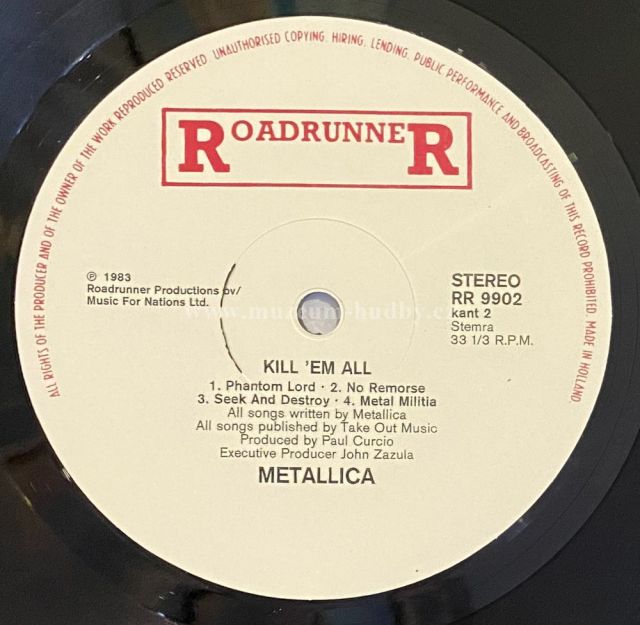 ALL RIGHTS OF THE PRODUCER AND OF THE OWNER OF THE WORK REPRODUCED RESERVED. UNAUTHORISED COPYING, HIRING, LENDING, PUBLIC PERFORMANCE AND BROADCASTING OF THIS RECORD PROHIBITED. MADE IN HOLLAND.
ROADRUNNER
℗ 1983
Roadrunner Productions bv/
Music For Nations Ltd.
STEREO
RR 9902
kant 2
Stemra
33 1/3 R.P.M.
KILL 'EM ALL
1. Phantom Lord · 2. No Remorse
3. Seek And Destroy · 4. Metal Militia
All songs written by Metallica
All songs published by Take Out Music
Produced by Paul Curcio
Executive Producer John Zazula
METALLICA